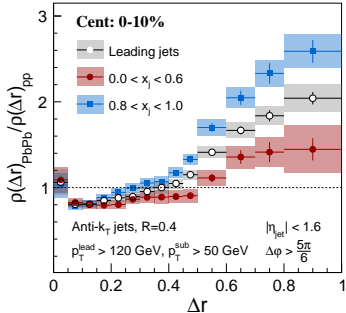 Cent: 0-10%
Leading jets
0.0 < x_j < 0.6
0.8 < x_j < 1.0
ρ(Δr)_PbPb/ρ(Δr)_pp
3
2
1
Anti-k_T jets, R=0.4
|η_jet| < 1.6
p_T^lead > 120 GeV, p_T^sub > 50 GeV
Δφ > 5π/6
0 0.2 0.4 0.6 0.8 1
Δr